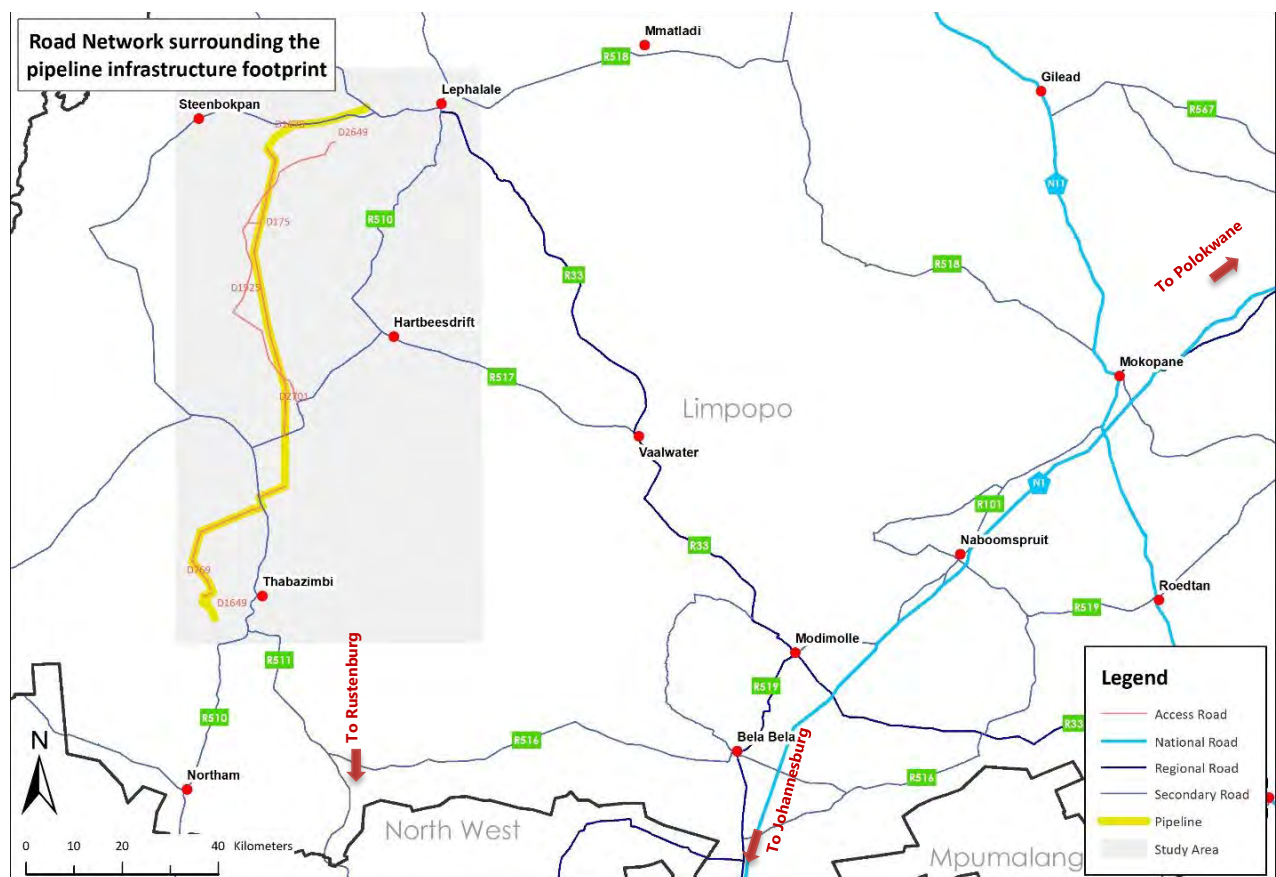 Road Network surrounding the
pipeline infrastructure footprint
Mmatladi
R518
Gilead
Lephalale
Steenbokpan
R567
D2649
N11
R510
D175
To Polokwane
R518
R33
D1925
Hartbeesdrift
Mokopane
R517
D2701
Limpopo
Vaalwater
N1
R101
R33
Naboomspruit
D769
Thabazimbi
D1649
Roedtan
R519
Modimolle
R511
R519
To Rustenburg
R510
R516
Bela Bela
To Johannesburg
R33
R516
N
Northam
North West
Mpumalang
0 10 20 40 Kilometers
Legend
Access Road
National Road
Regional Road
Secondary Road
Pipeline
Study Area